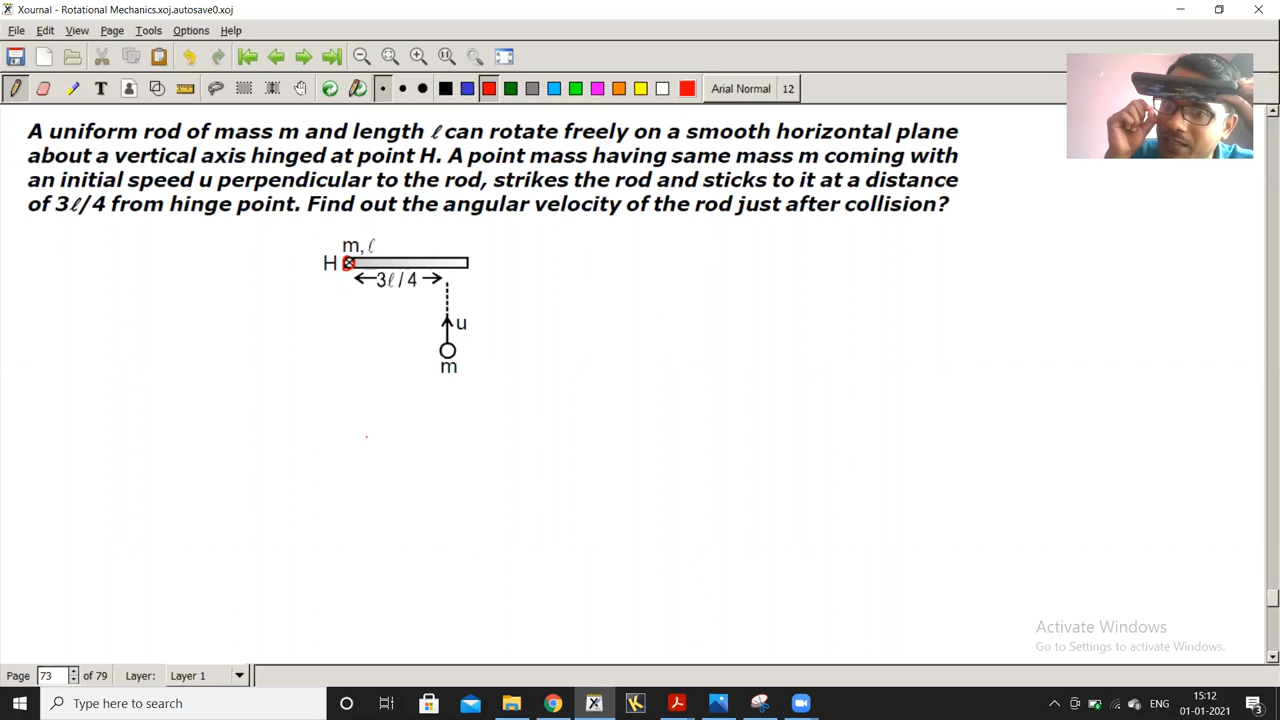 Xournal - Rotational Mechanics.xoj.autosave0.xoj
File Edit View Page Tools Options Help
Arial Normal 12
A uniform rod of mass m and length ℓ can rotate freely on a smooth horizontal plane
about a vertical axis hinged at point H. A point mass having same mass m coming with
an initial speed u perpendicular to the rod, strikes the rod and sticks to it at a distance
of 3ℓ/4 from hinge point. Find out the angular velocity of the rod just after collision?
m, ℓ
H
3ℓ / 4
u
m
Activate Windows
Go to Settings to activate Windows.
Page 73 of 79 Layer: Layer 1
Type here to search
ENG
15:12
01-01-2021
3